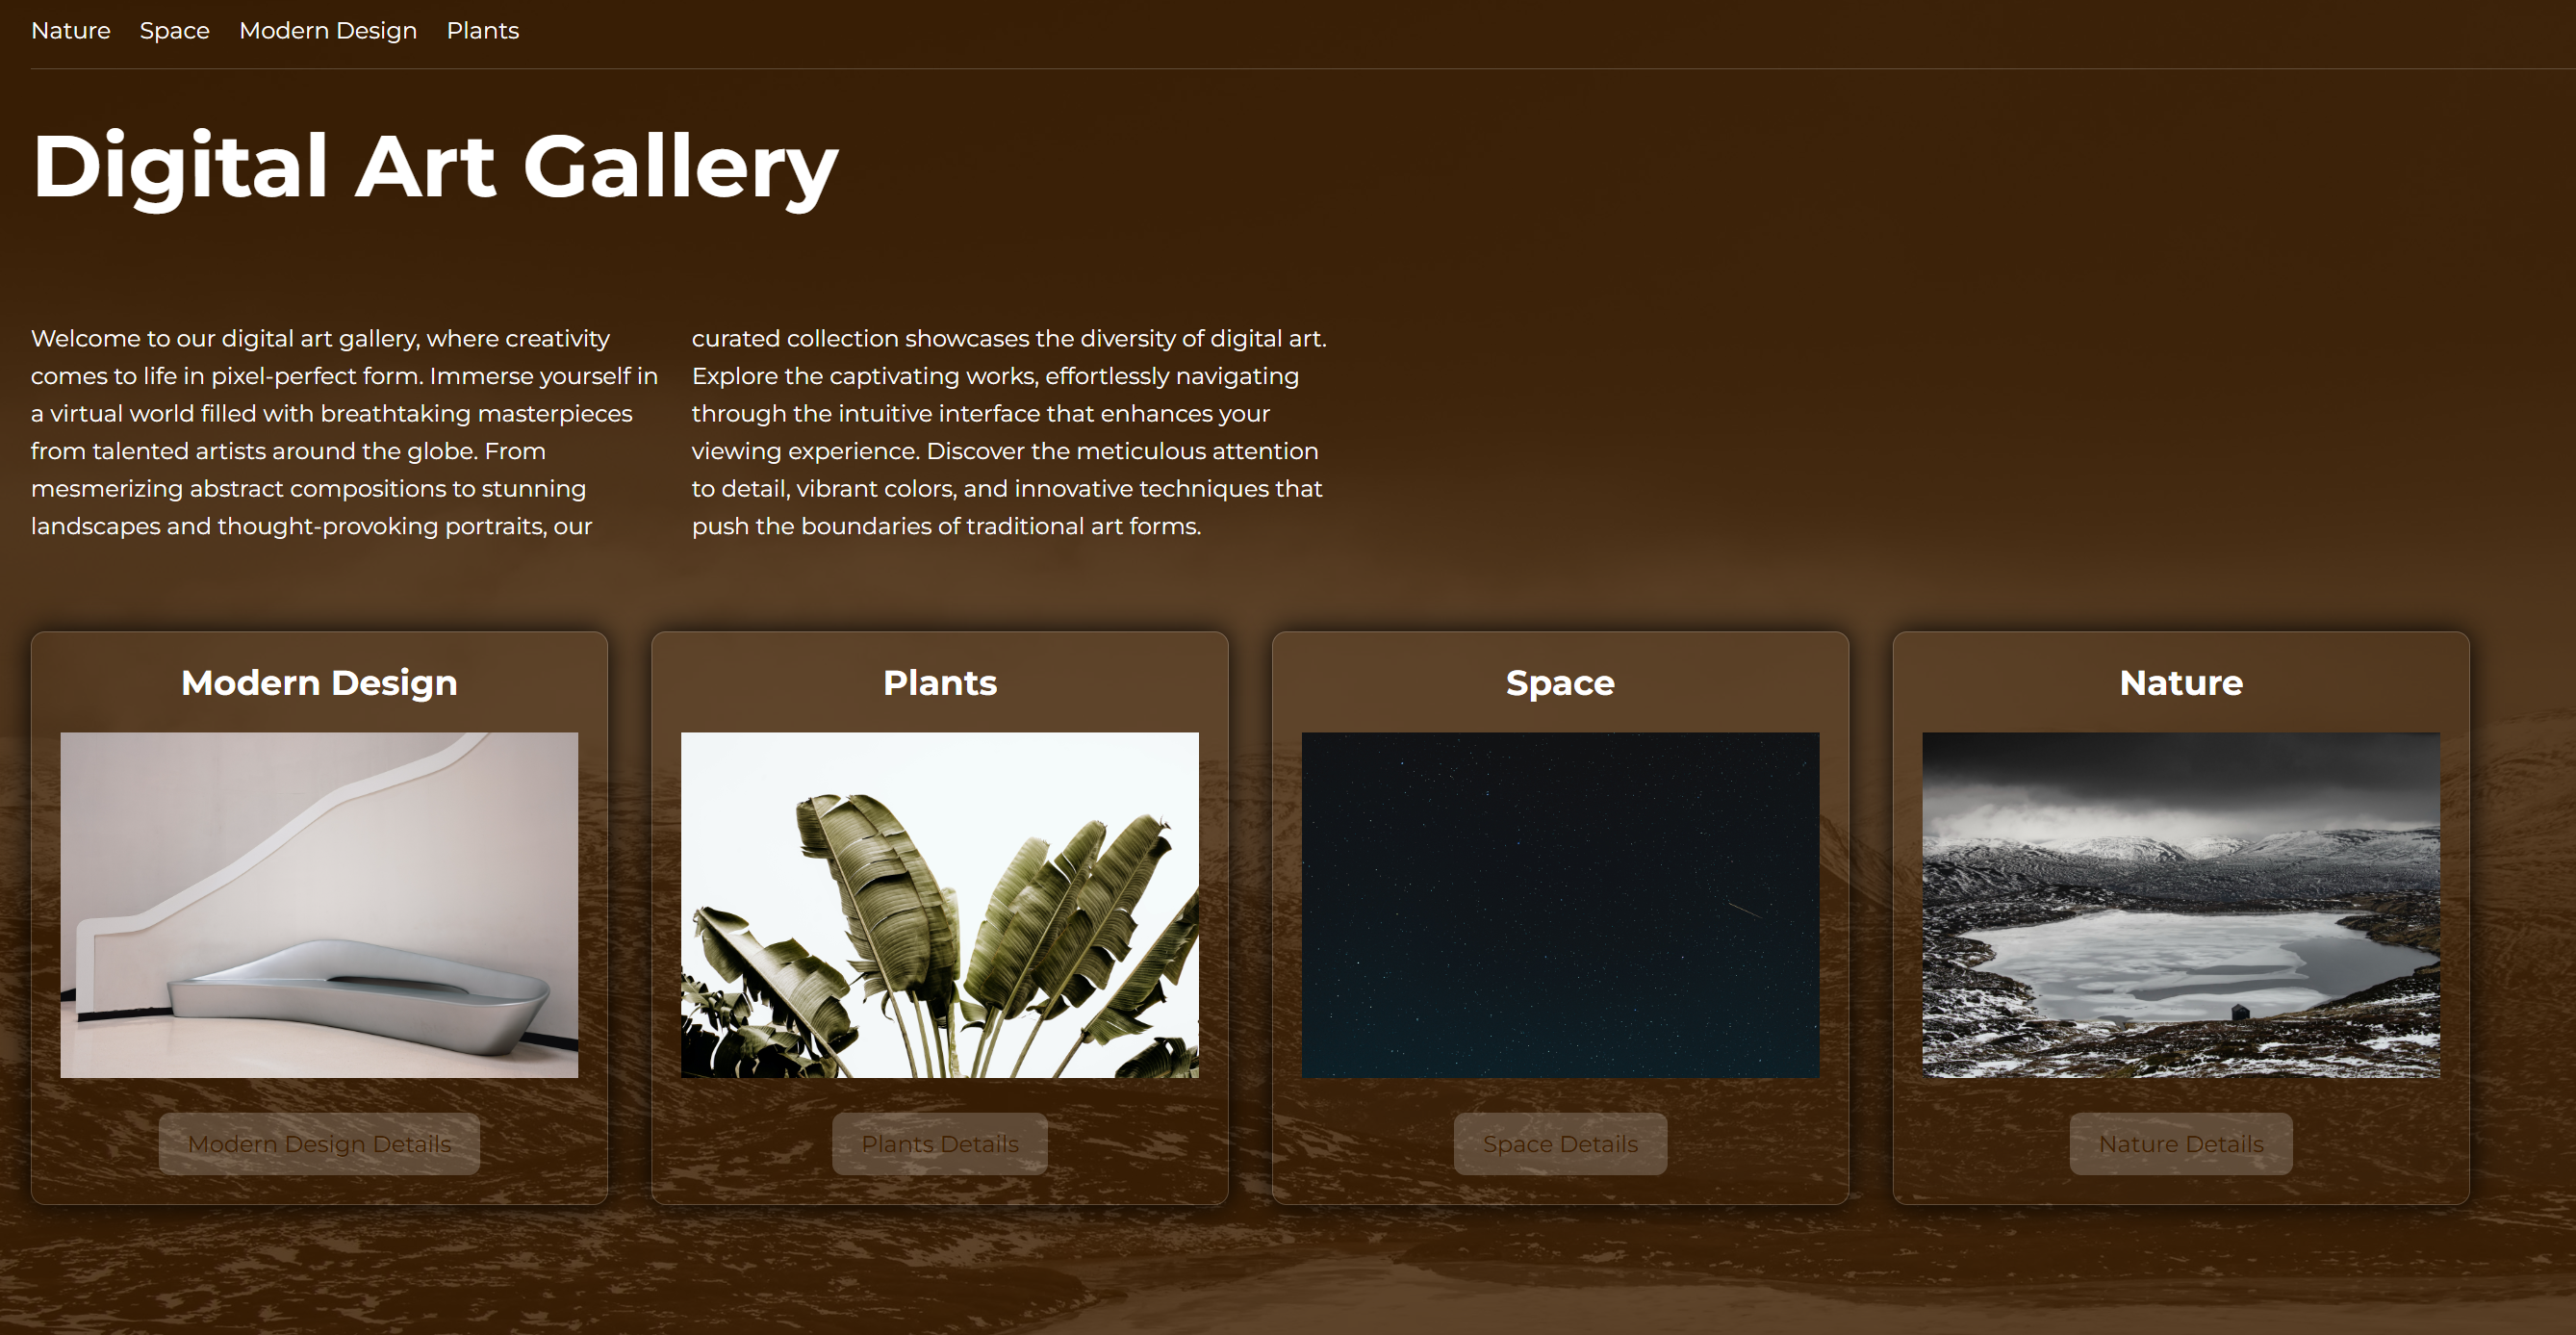 Nature Space Modern Design Plants
Digital Art Gallery
Welcome to our digital art gallery, where creativity
comes to life in pixel-perfect form. Immerse yourself in
a virtual world filled with breathtaking masterpieces
from talented artists around the globe. From
mesmerizing abstract compositions to stunning
landscapes and thought-provoking portraits, our
curated collection showcases the diversity of digital art.
Explore the captivating works, effortlessly navigating
through the intuitive interface that enhances your
viewing experience. Discover the meticulous attention
to detail, vibrant colors, and innovative techniques that
push the boundaries of traditional art forms.
Modern Design
Modern Design Details
Plants
Plants Details
Space
Space Details
Nature
Nature Details